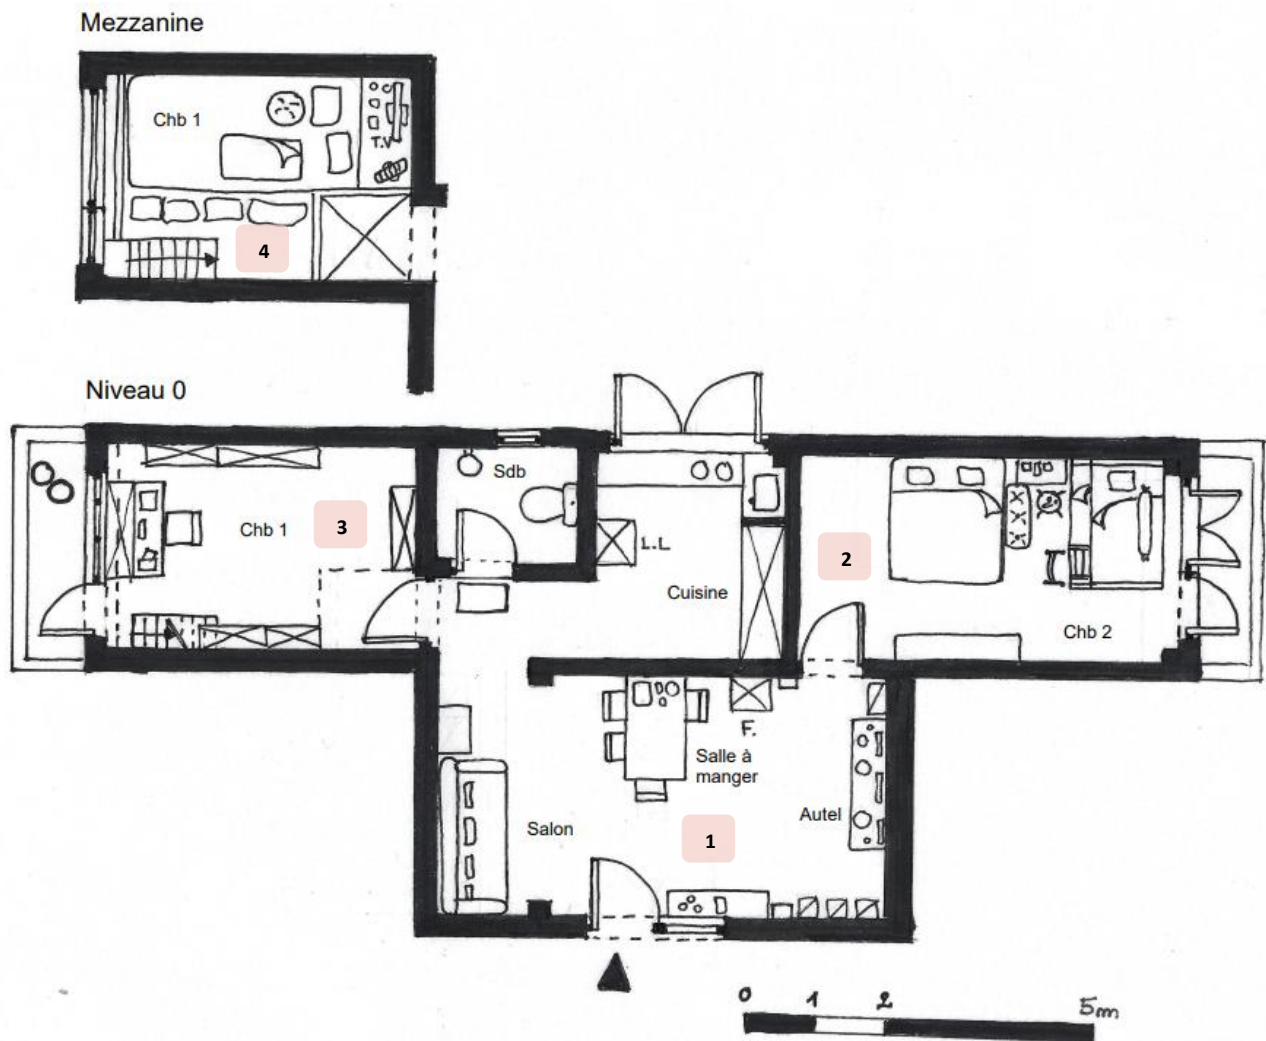 Mezzanine
Chb 1
T.V
4
Niveau 0
Sdb
Chb 1
3
L.L
Cuisine
2
Chb 2
F.
Salle à
manger
Autel
Salon
1
0 1 2 5m